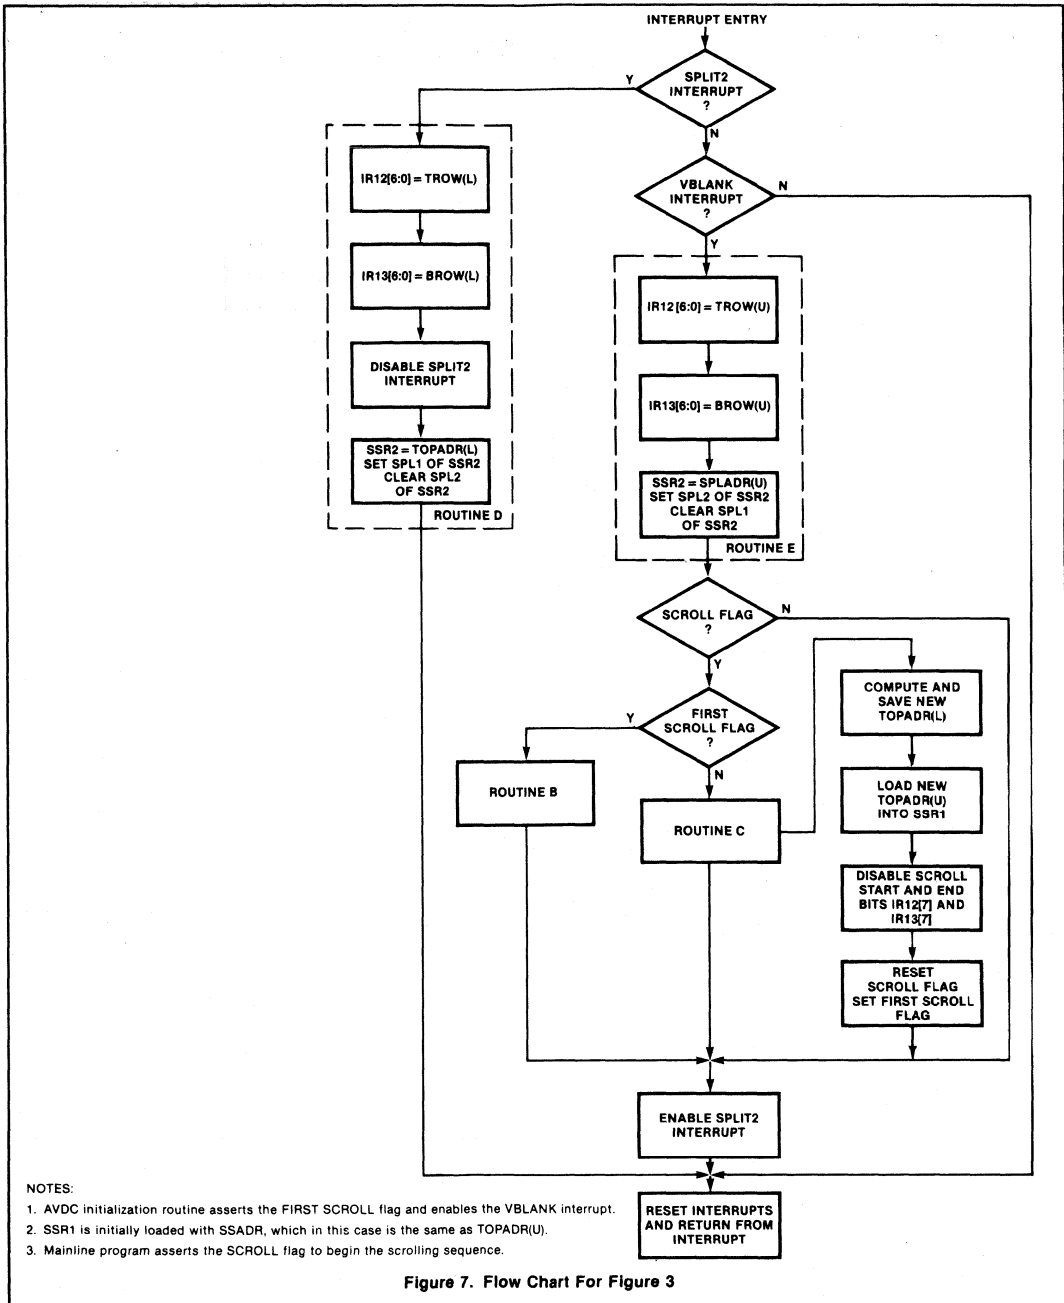 INTERRUPT ENTRY
SPLIT2
INTERRUPT
?
Y
N
IR12[6:0] = TROW(L)
IR13[6:0] = BROW(L)
DISABLE SPLIT2
INTERRUPT
SSR2 = TOPADR(L)
SET SPL1 OF SSR2
CLEAR SPL2
OF SSR2
ROUTINE D
VBLANK
INTERRUPT
?
N
Y
IR12[6:0] = TROW(U)
IR13[6:0] = BROW(U)
SSR2 = SPLADR(U)
SET SPL2 OF SSR2
CLEAR SPL1
OF SSR2
ROUTINE E
SCROLL FLAG
?
N
Y
FIRST
SCROLL FLAG
?
Y
N
ROUTINE B
ROUTINE C
COMPUTE AND
SAVE NEW
TOPADR(L)
LOAD NEW
TOPADR(U)
INTO SSR1
DISABLE SCROLL
START AND END
BITS IR12[7] AND
IR13[7]
RESET
SCROLL FLAG
SET FIRST SCROLL
FLAG
ENABLE SPLIT2
INTERRUPT
RESET INTERRUPTS
AND RETURN FROM
INTERRUPT
NOTES:
1. AVDC initialization routine asserts the FIRST SCROLL flag and enables the VBLANK interrupt.
2. SSR1 is initially loaded with SSADR, which in this case is the same as TOPADR(U).
3. Mainline program asserts the SCROLL flag to begin the scrolling sequence.
Figure 7. Flow Chart For Figure 3